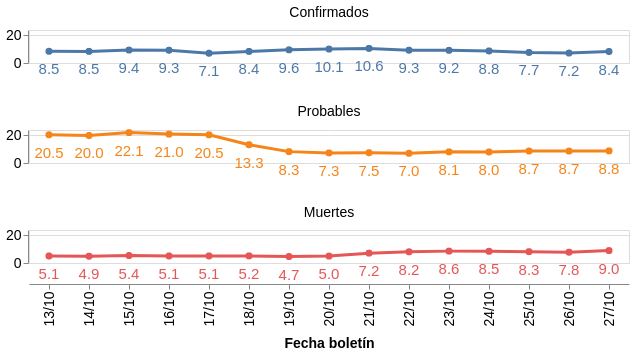 Confirmados
20
0
8.5 8.5 9.4 9.3 7.1 8.4 9.6 10.1 10.6 9.3 9.2 8.8 7.7 7.2 8.4
Probables
20
0
20.5 20.0 22.1 21.0 20.5 13.3 8.3 7.3 7.5 7.0 8.1 8.0 8.7 8.7 8.8
Muertes
20
0
5.1 4.9 5.4 5.1 5.1 5.2 4.7 5.0 7.2 8.2 8.6 8.5 8.3 7.8 9.0
13/10 14/10 15/10 16/10 17/10 18/10 19/10 20/10 21/10 22/10 23/10 24/10 25/10 26/10 27/10
Fecha boletín